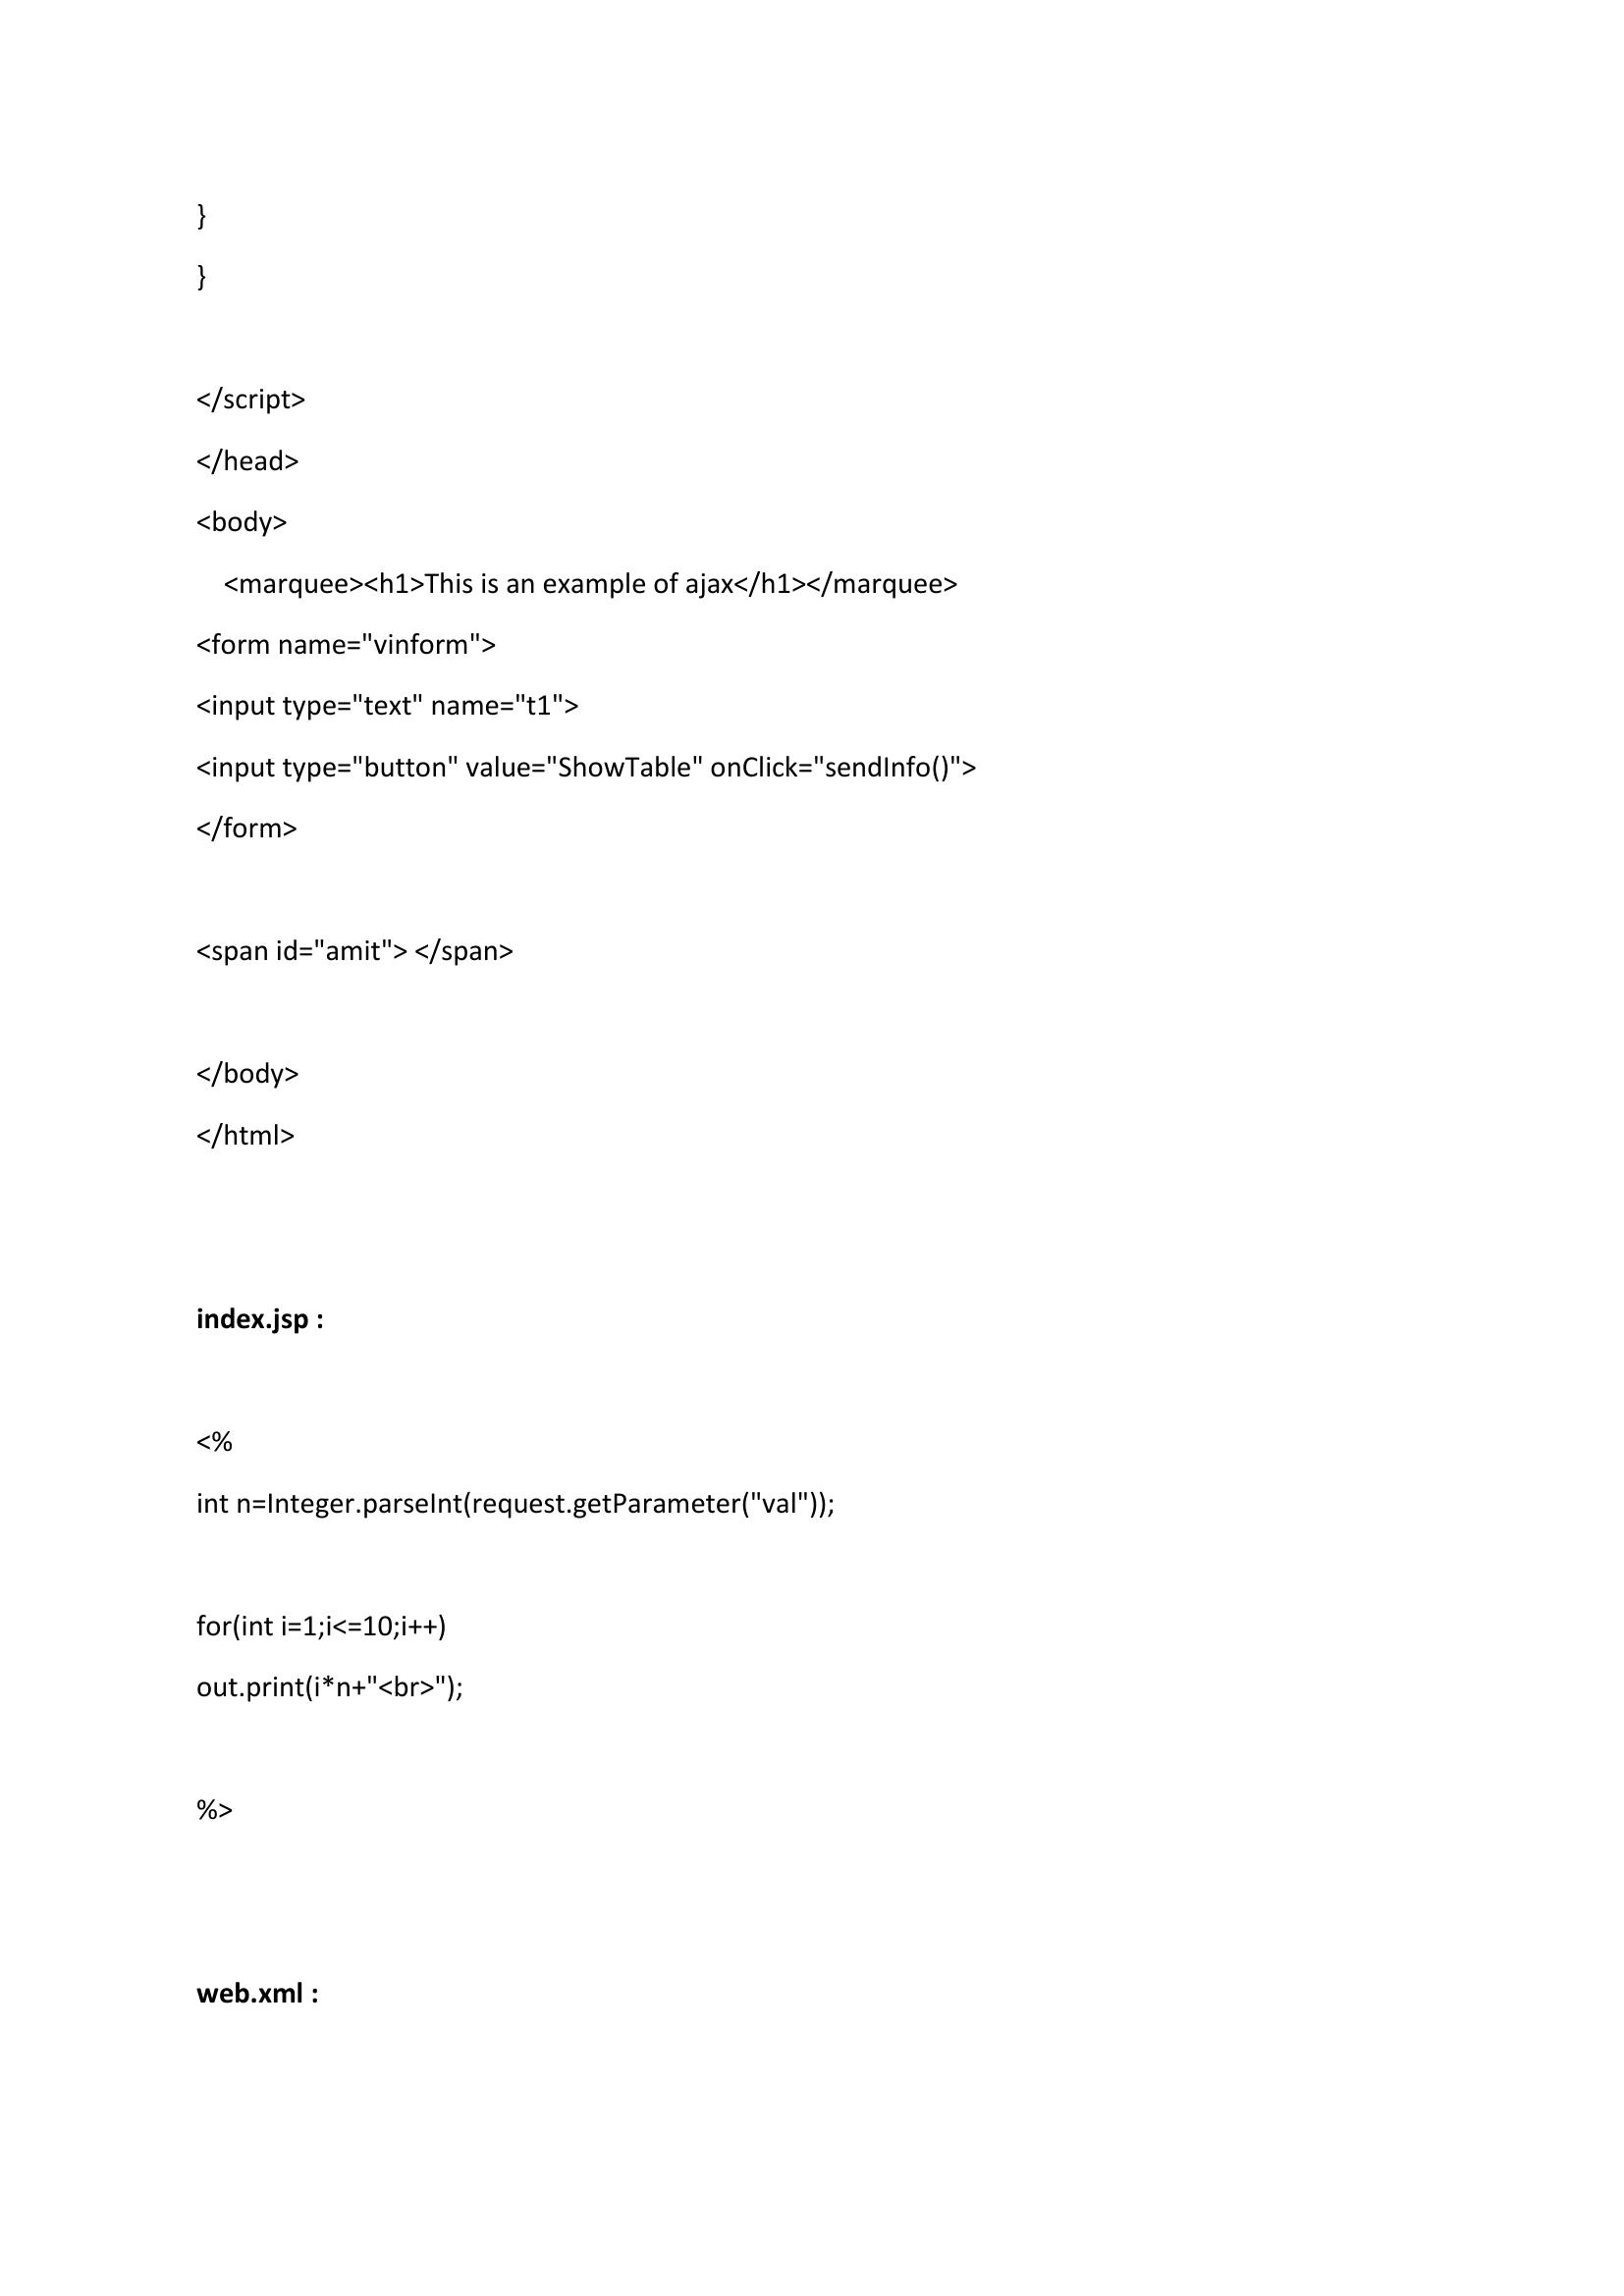 }
}
</script>
</head>
<body>
<marquee><h1>This is an example of ajax</h1></marquee>
<form name="vinform">
<input type="text" name="t1">
<input type="button" value="ShowTable" onClick="sendInfo()">
</form>
<span id="amit"> </span>
</body>
</html>
index.jsp :
<%
int n=Integer.parseInt(request.getParameter("val"));
for(int i=1;i<=10;i++)
out.print(i*n+"<br>");
%>
web.xml :